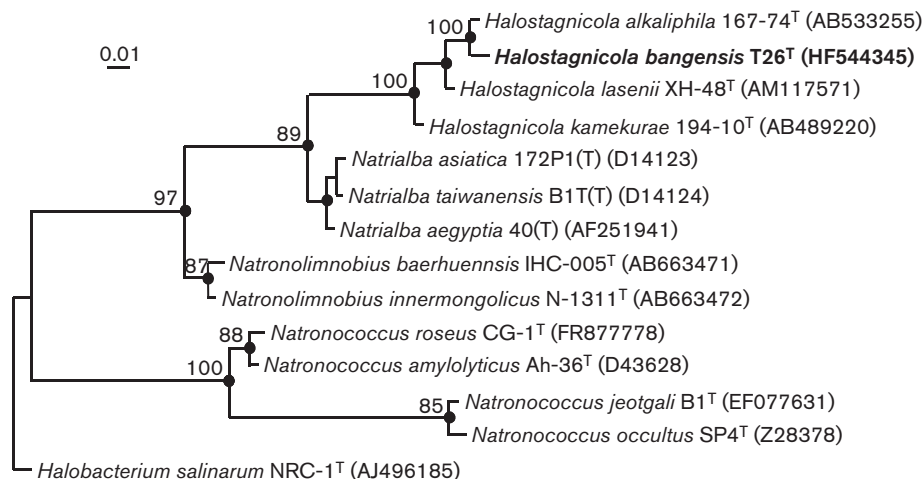 100 Halostagnicola alkaliphila 167-74ᵀ (AB533255)
0.01
Halostagnicola bangensis T26ᵀ (HF544345)
100 Halostagnicola lasenii XH-48ᵀ (AM117571)
Halostagnicola kamekurae 194-10ᵀ (AB489220)
89
Natrialba asiatica 172P1(T) (D14123)
Natrialba taiwanensis B1T(T) (D14124)
97
Natrialba aegyptia 40(T) (AF251941)
87 Natronolimnobius baerhuennsis IHC-005ᵀ (AB663471)
Natronolimnobius innermongolicus N-1311ᵀ (AB663472)
88 Natronococcus roseus CG-1ᵀ (FR877778)
100 Natronococcus amylolyticus Ah-36ᵀ (D43628)
85 Natronococcus jeotgali B1ᵀ (EF077631)
Natronococcus occultus SP4ᵀ (Z28378)
Halobacterium salinarum NRC-1ᵀ (AJ496185)